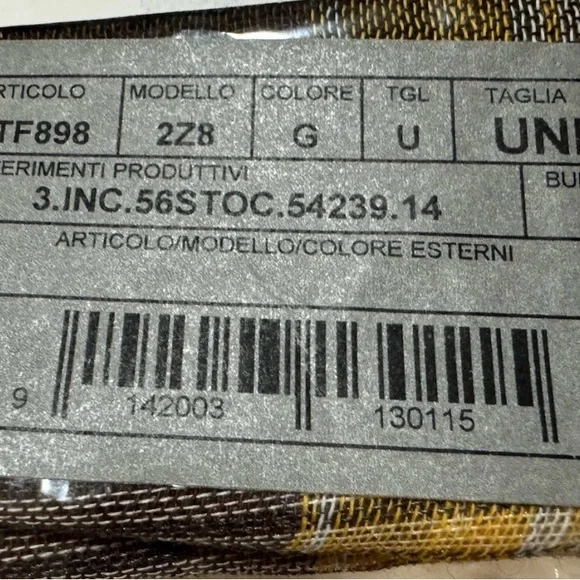 RTICOLO MODELLO COLORE TGL TAGLIA
TF898 2Z8 G U UNI
ERIMENTI PRODUTTIVI BU
3.INC.56STOC.54239.14
ARTICOLO/MODELLO/COLORE ESTERNI
9 142003 130115